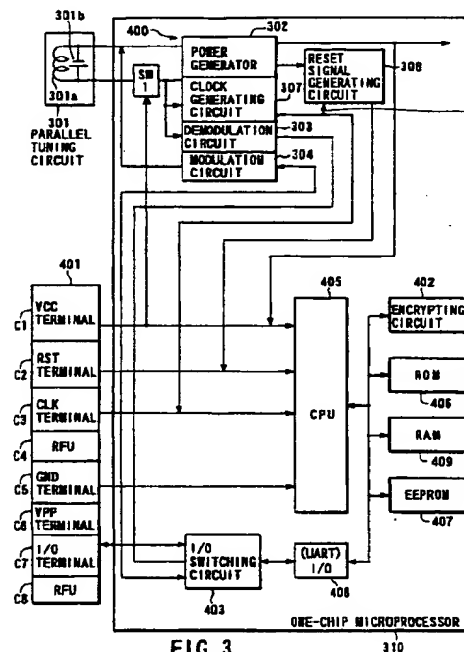 400
302
301b
POWER
GENERATOR
RESET
SIGNAL
GENERATING
CIRCUIT
308
SW
1
CLOCK
GENERATING
CIRCUIT
307
301a
301
PARALLEL
TUNING
CIRCUIT
DEMODULATION
CIRCUIT
303
MODULATION
CIRCUIT
304
401
C1
VCC
TERMINAL
C2
RST
TERMINAL
C3
CLK
TERMINAL
C4
RFU
C5
GND
TERMINAL
C6
VPP
TERMINAL
C7
I/O
TERMINAL
C8
RFU
405
CPU
402
ENCRYPTING
CIRCUIT
ROM
406
RAM
409
EEPROM
407
I/O
SWITCHING
CIRCUIT
403
(UART)
I/O
408
ONE-CHIP MICROPROCESSOR
310
FIG. 3